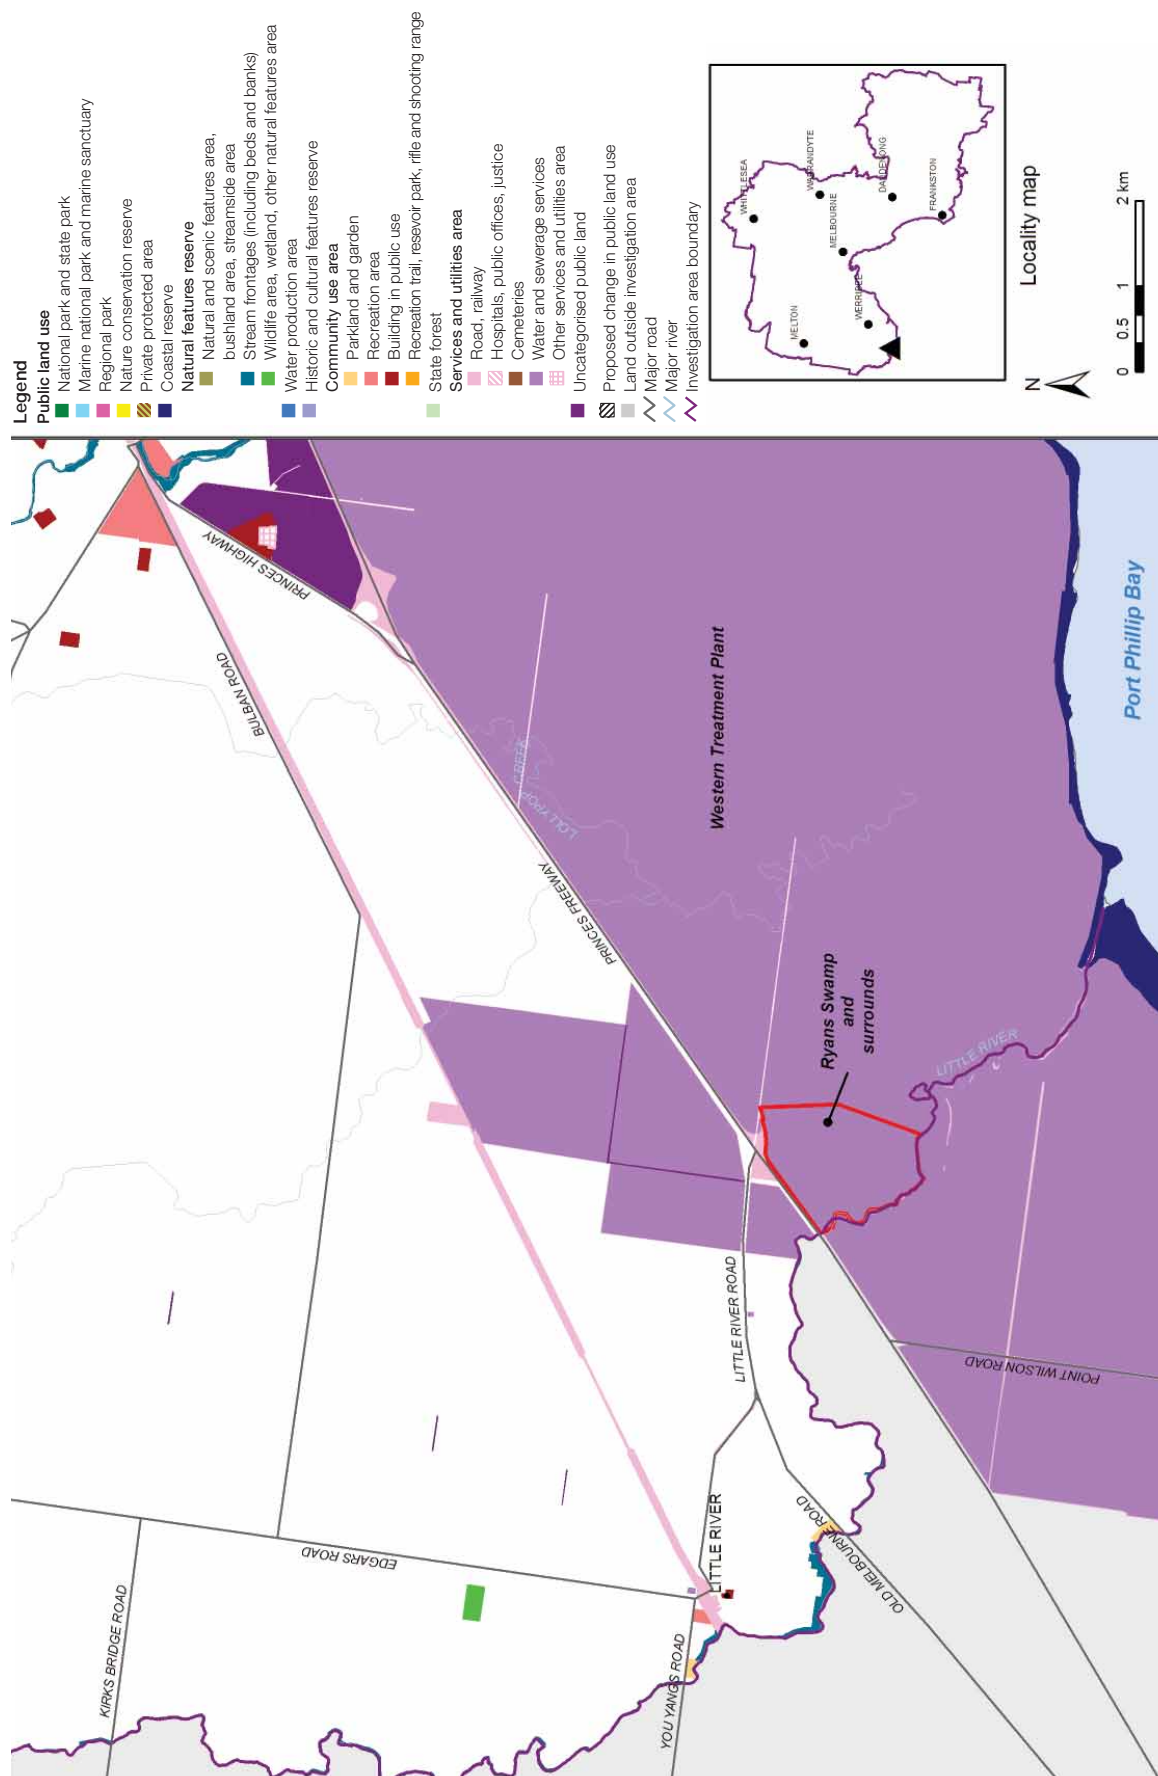 Legend
Public land use
National park and state park
Marine national park and marine sanctuary
Regional park
Nature conservation reserve
Private protected area
Coastal reserve
Natural features reserve
Natural and scenic features area,
bushland area, streamside area
Stream frontages (including beds and banks)
Wildlife area, wetland, other natural features area
Water production area
Historic and cultural features reserve
Community use area
Parkland and garden
Recreation area
Building in public use
Recreation trail, reservoir park, rifle and shooting range
State forest
Services and utilities area
Road, railway
Hospitals, public offices, justice
Cemeteries
Water and sewerage services
Other services and utilities area
Uncategorised public land
Proposed change in public land use
Land outside investigation area
Major road
Major river
Investigation area boundary
WHITTLESEA
WARRANDYTE
MELBOURNE
DANDENONG
FRANKSTON
MELTON
WERRIBEE
Locality map
N
0
0.5
1
2 km
PRINCES HIGHWAY
BULBAN ROAD
LOLLYPOP
CREEK
PRINCES FREEWAY
Western Treatment Plant
Port Phillip Bay
Ryans Swamp
and
surrounds
LITTLE RIVER
LITTLE RIVER ROAD
POINT WILSON ROAD
LITTLE RIVER
OLD MELBOURNE ROAD
EDGARS ROAD
KIRKS BRIDGE ROAD
YOU YANGS ROAD